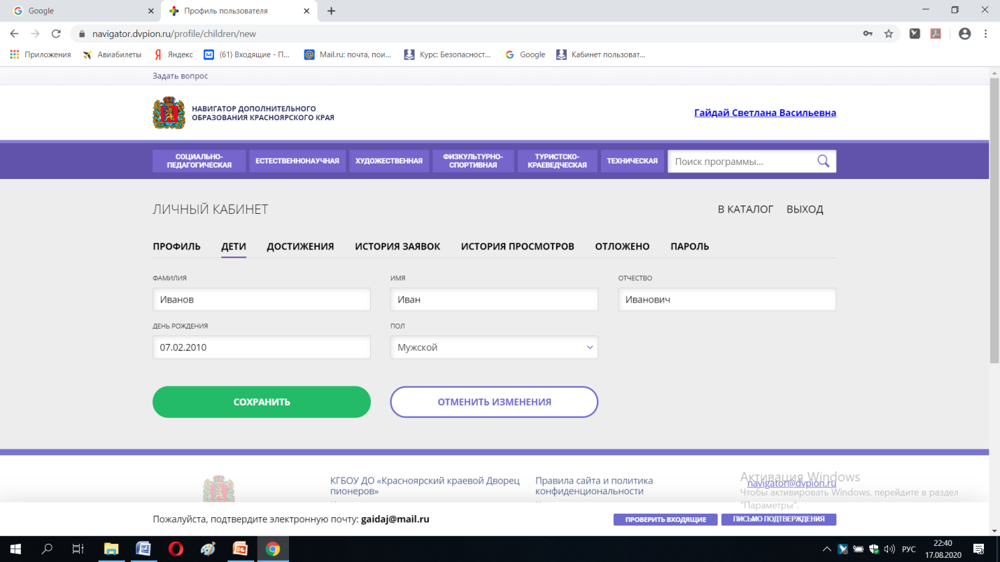 Google
Профиль пользователя
navigator.dvpion.ru/profile/children/new
Приложения
Авиабилеты
Яндекс
(61) Входящие - П...
Mail.ru: почта, пои...
Курс: Безопасност...
Google
Кабинет пользоват...
Задать вопрос
НАВИГАТОР ДОПОЛНИТЕЛЬНОГО
ОБРАЗОВАНИЯ КРАСНОЯРСКОГО КРАЯ
Гайдай Светлана Васильевна
СОЦИАЛЬНО-
ПЕДАГОГИЧЕСКАЯ
ЕСТЕСТВЕННОНАУЧНАЯ
ХУДОЖЕСТВЕННАЯ
ФИЗКУЛЬТУРНО-
СПОРТИВНАЯ
ТУРИСТСКО-
КРАЕВЕДЧЕСКАЯ
ТЕХНИЧЕСКАЯ
Поиск программы...
ЛИЧНЫЙ КАБИНЕТ
В КАТАЛОГ
ВЫХОД
ПРОФИЛЬ
ДЕТИ
ДОСТИЖЕНИЯ
ИСТОРИЯ ЗАЯВОК
ИСТОРИЯ ПРОСМОТРОВ
ОТЛОЖЕНО
ПАРОЛЬ
ФАМИЛИЯ
ИМЯ
ОТЧЕСТВО
Иванов
Иван
Иванович
ДЕНЬ РОЖДЕНИЯ
ПОЛ
07.02.2010
Мужской
СОХРАНИТЬ
ОТМЕНИТЬ ИЗМЕНЕНИЯ
КГБОУ ДО «Красноярский краевой Дворец
пионеров»
Правила сайта и политика
конфиденциальности
navigator@dvpion.ru
Активация Windows
Чтобы активировать Windows, перейдите в раздел
"Параметры".
Пожалуйста, подтвердите электронную почту: gaidaj@mail.ru
ПРОВЕРИТЬ ВХОДЯЩИЕ
ПИСЬМО ПОДТВЕРЖДЕНИЯ
РУС
22:40
17.08.2020